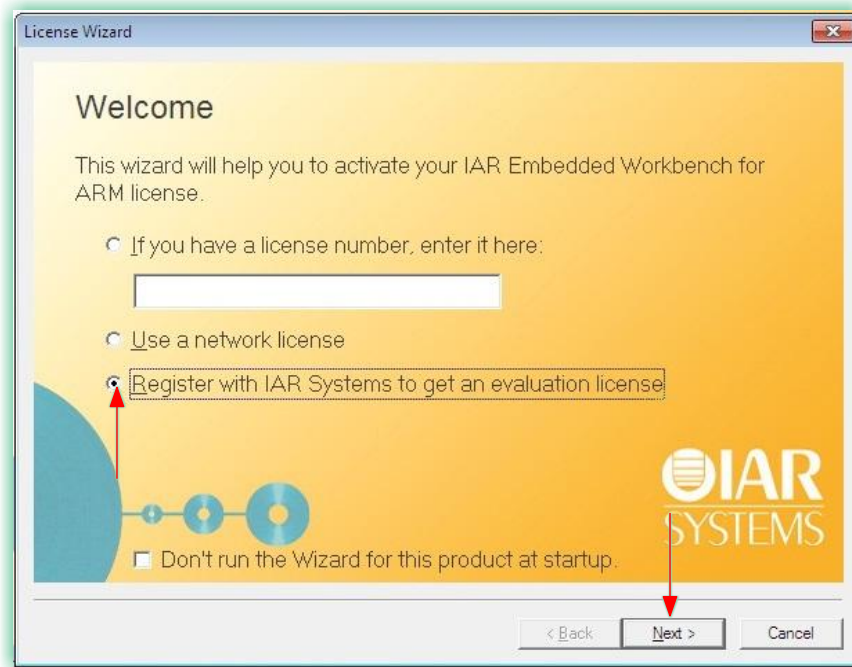 License Wizard
Welcome
This wizard will help you to activate your IAR Embedded Workbench for
ARM license.
If you have a license number, enter it here:
Use a network license
Register with IAR Systems to get an evaluation license
IAR
SYSTEMS
Don't run the Wizard for this product at startup.
< Back Next > Cancel